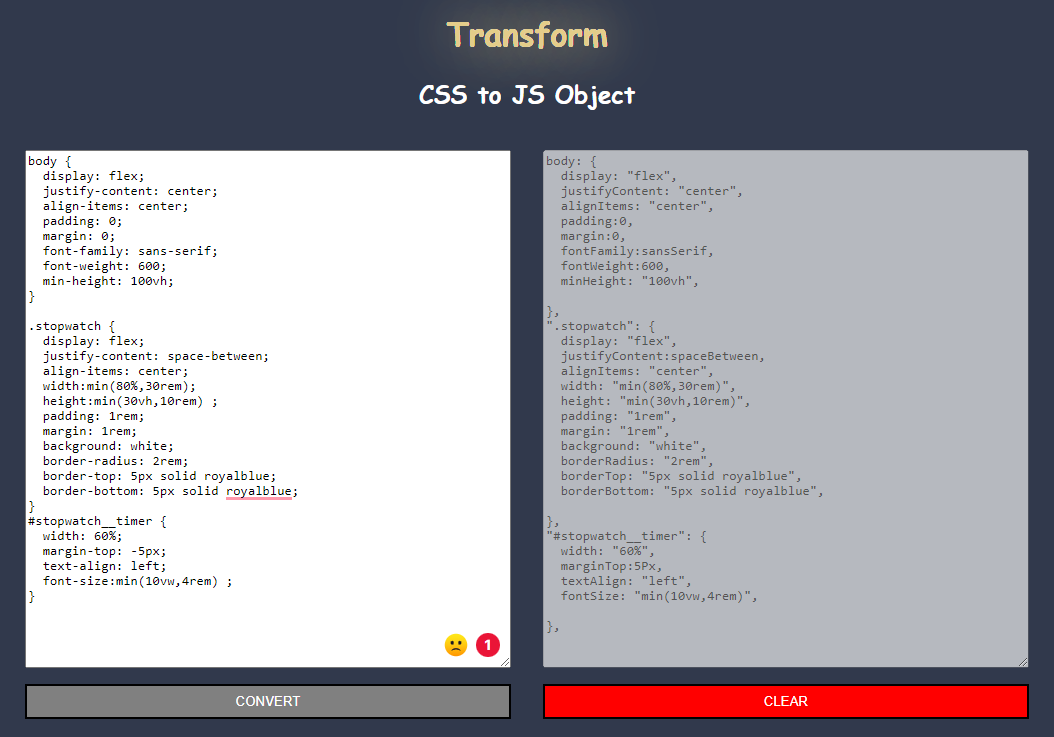 Transform
CSS to JS Object
body {
  display: flex;
  justify-content: center;
  align-items: center;
  padding: 0;
  margin: 0;
  font-family: sans-serif;
  font-weight: 600;
  min-height: 100vh;
}
.stopwatch {
  display: flex;
  justify-content: space-between;
  align-items: center;
  width:min(80%,30rem);
  height:min(30vh,10rem) ;
  padding: 1rem;
  margin: 1rem;
  background: white;
  border-radius: 2rem;
  border-top: 5px solid royalblue;
  border-bottom: 5px solid royalblue;
}
#stopwatch__timer {
  width: 60%;
  margin-top: -5px;
  text-align: left;
  font-size:min(10vw,4rem) ;
}
1
CONVERT
body: {
  display: "flex",
  justifyContent: "center",
  alignItems: "center",
  padding:0,
  margin:0,
  fontFamily:sansSerif,
  fontWeight:600,
  minHeight: "100vh",
},
".stopwatch": {
  display: "flex",
  justifyContent:spaceBetween,
  alignItems: "center",
  width: "min(80%,30rem)",
  height: "min(30vh,10rem)",
  padding: "1rem",
  margin: "1rem",
  background: "white",
  borderRadius: "2rem",
  borderTop: "5px solid royalblue",
  borderBottom: "5px solid royalblue",
},
"#stopwatch__timer": {
  width: "60%",
  marginTop:5Px,
  textAlign: "left",
  fontSize: "min(10vw,4rem)",
},
CLEAR